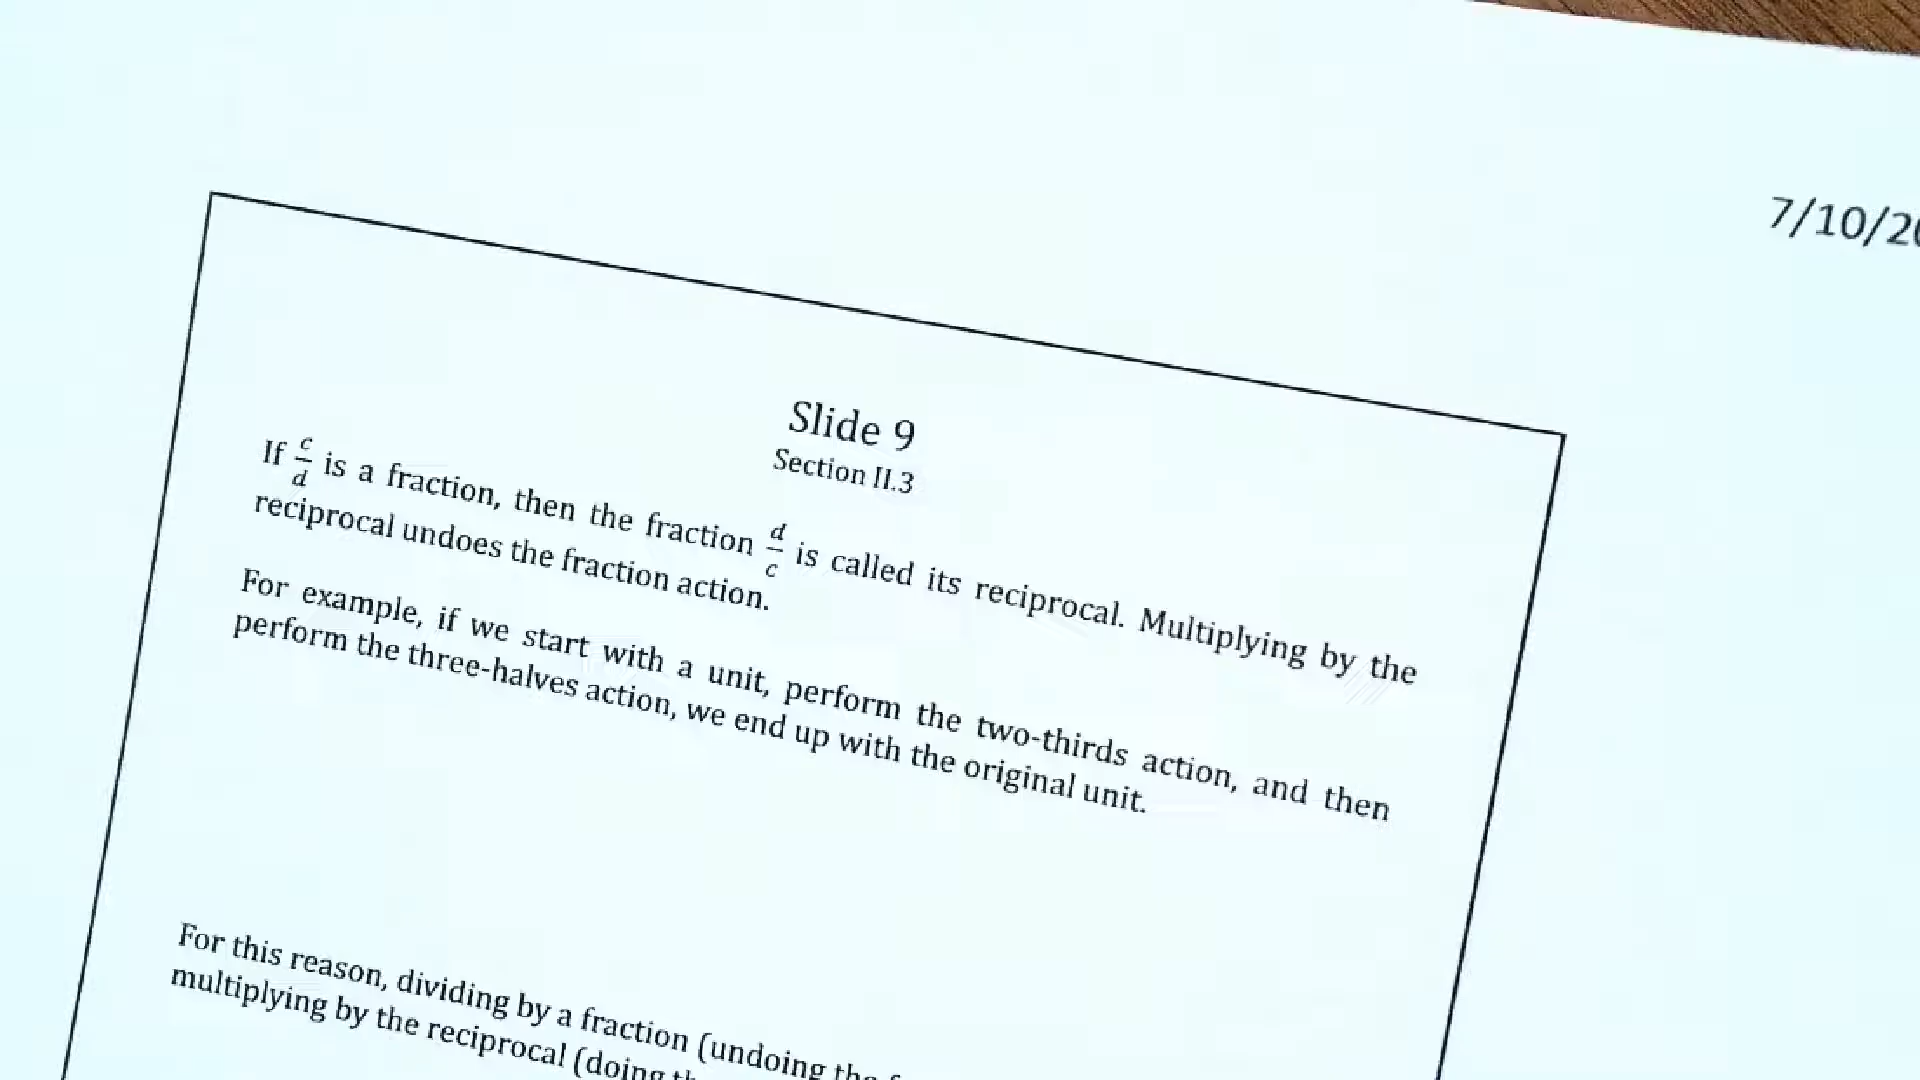 7/10/20
Slide 9
Section II.3
If c/d is a fraction, then the fraction d/c is called its reciprocal. Multiplying by the
reciprocal undoes the fraction action.
For example, if we start with a unit, perform the two-thirds action, and then
perform the three-halves action, we end up with the original unit.
For this reason, dividing by a fraction (undoing the
multiplying by the reciprocal (doing